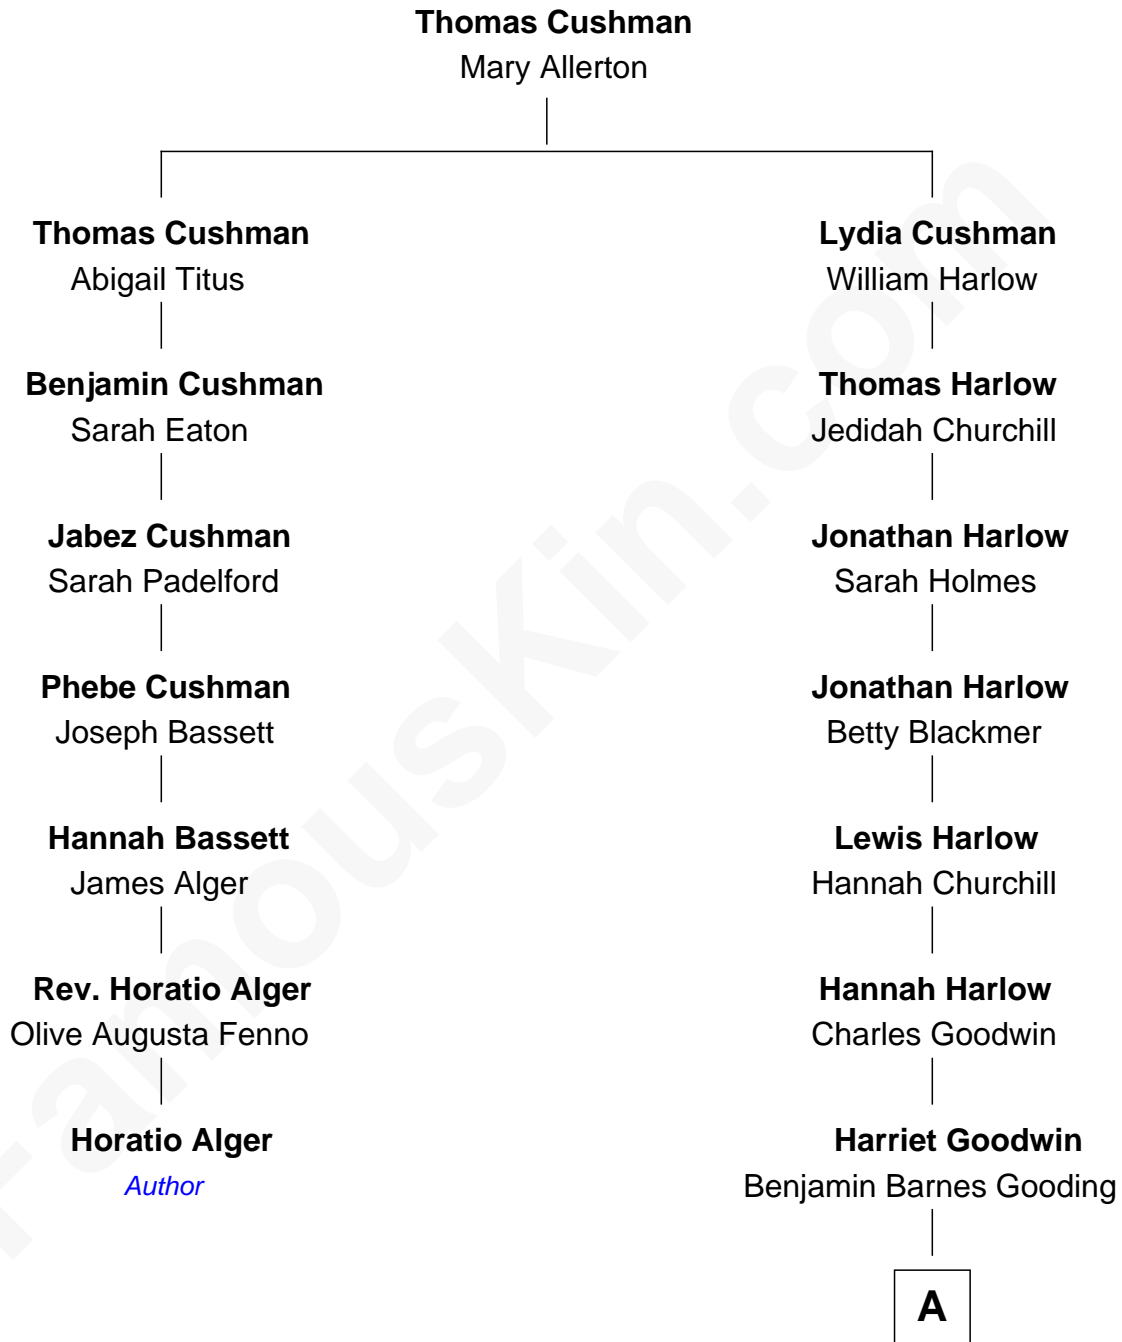 Thomas Cushman
Mary Allerton
Thomas Cushman
Abigail Titus
Lydia Cushman
William Harlow
Benjamin Cushman
Sarah Eaton
Thomas Harlow
Jedidah Churchill
Jabez Cushman
Sarah Padelford
Jonathan Harlow
Sarah Holmes
Phebe Cushman
Joseph Bassett
Jonathan Harlow
Betty Blackmer
Hannah Bassett
James Alger
Lewis Harlow
Hannah Churchill
Rev. Horatio Alger
Olive Augusta Fenno
Hannah Harlow
Charles Goodwin
Horatio Alger
Author
Harriet Goodwin
Benjamin Barnes Gooding
A
FamousKin.com